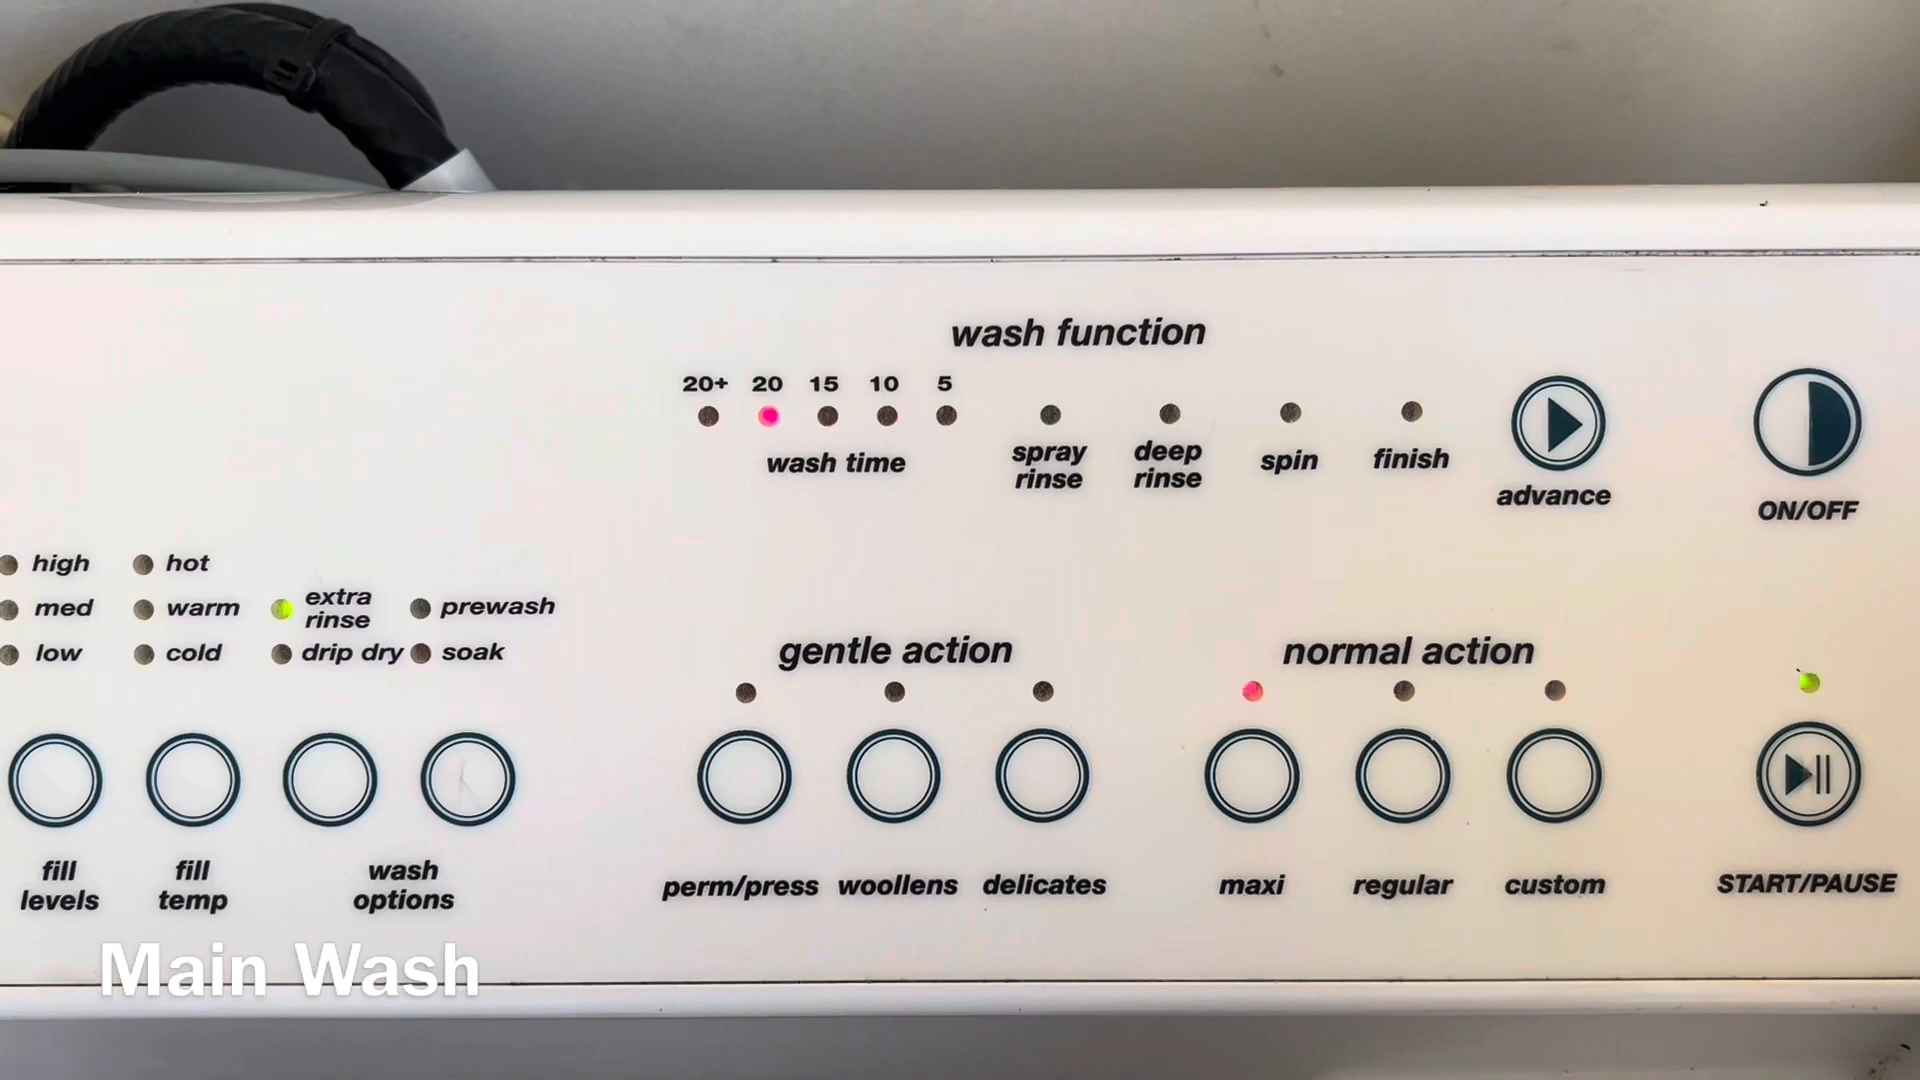 wash function
20+ 20 15 10 5
wash time
spray
rinse
deep
rinse
spin
finish
advance
ON/OFF
high
med
low
hot
warm
cold
extra
rinse
drip dry
prewash
soak
gentle action
normal action
fill
levels
fill
temp
wash
options
perm/press
woollens
delicates
maxi
regular
custom
START/PAUSE
Main Wash